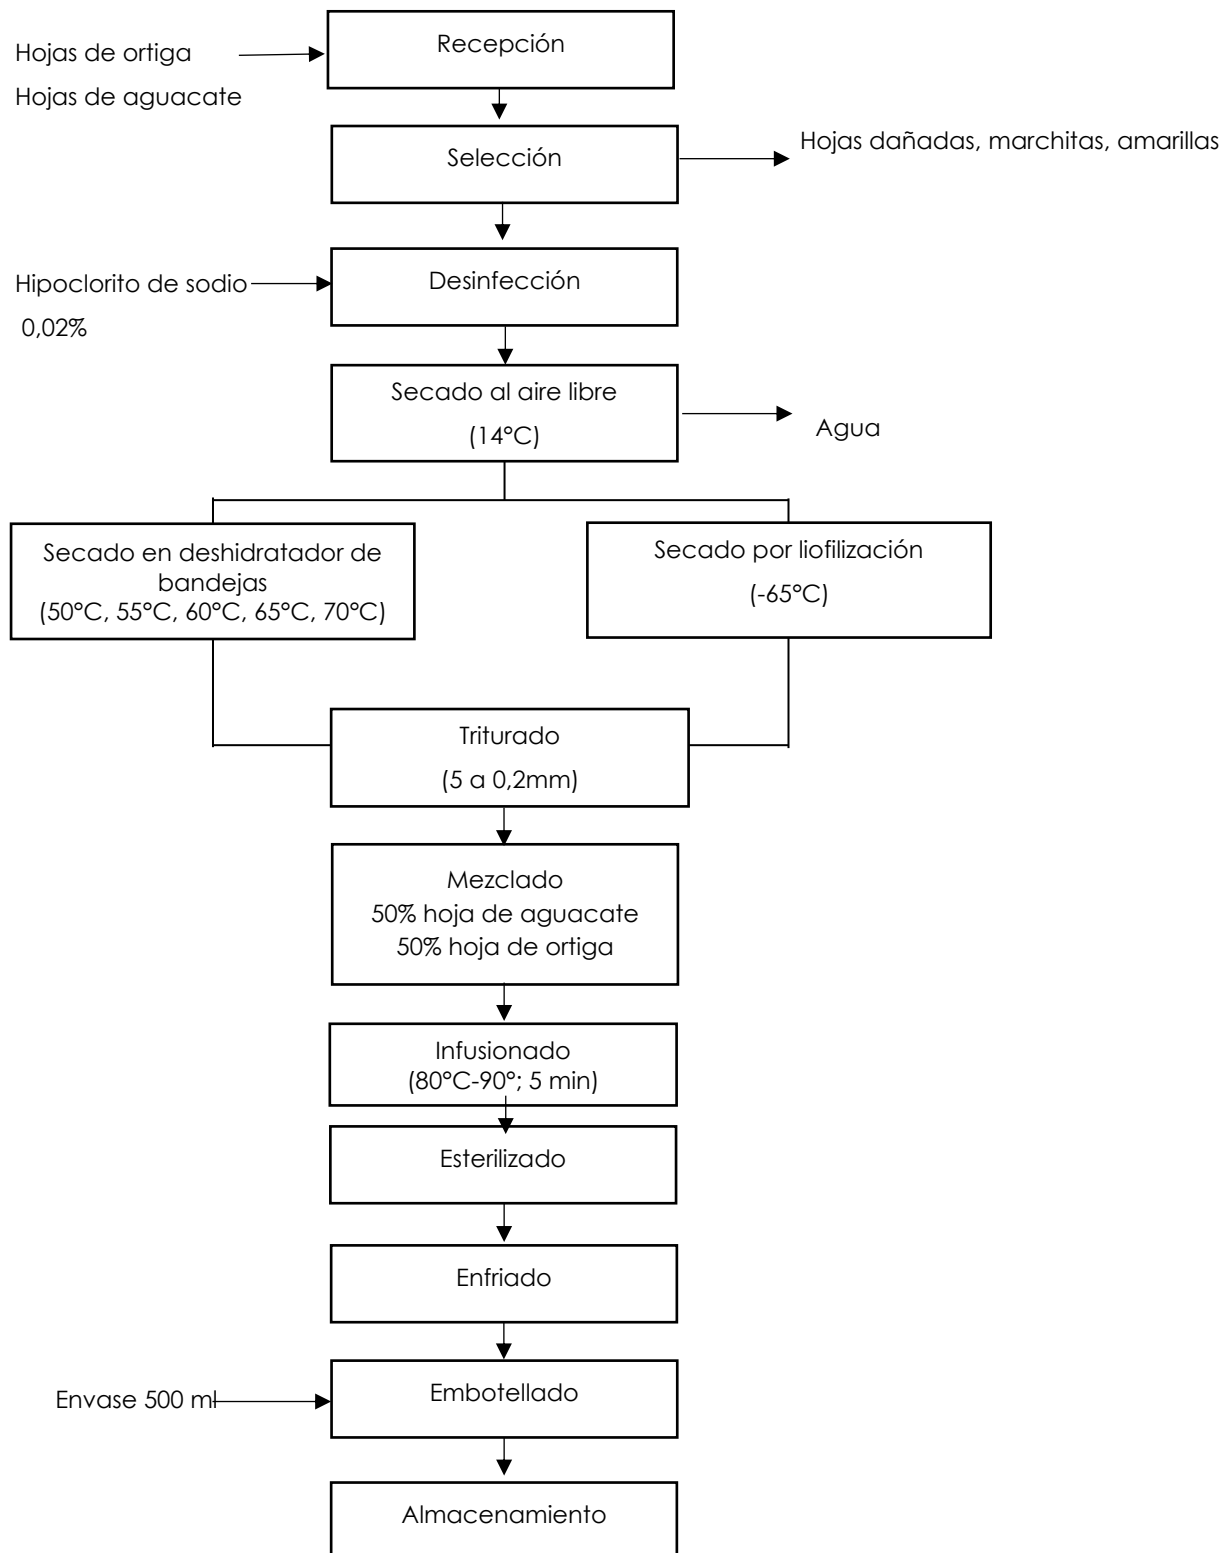 Hojas de ortiga
Hojas de aguacate
Recepción
Selección
Hojas dañadas, marchitas, amarillas
Hipoclorito de sodio
0,02%
Desinfección
Secado al aire libre
(14°C)
Agua
Secado en deshidratador de
bandejas
(50°C, 55°C, 60°C, 65°C, 70°C)
Secado por liofilización
(-65°C)
Triturado
(5 a 0,2mm)
Mezclado
50% hoja de aguacate
50% hoja de ortiga
Infusionado
(80°C-90°; 5 min)
Esterilizado
Enfriado
Envase 500 ml
Embotellado
Almacenamiento